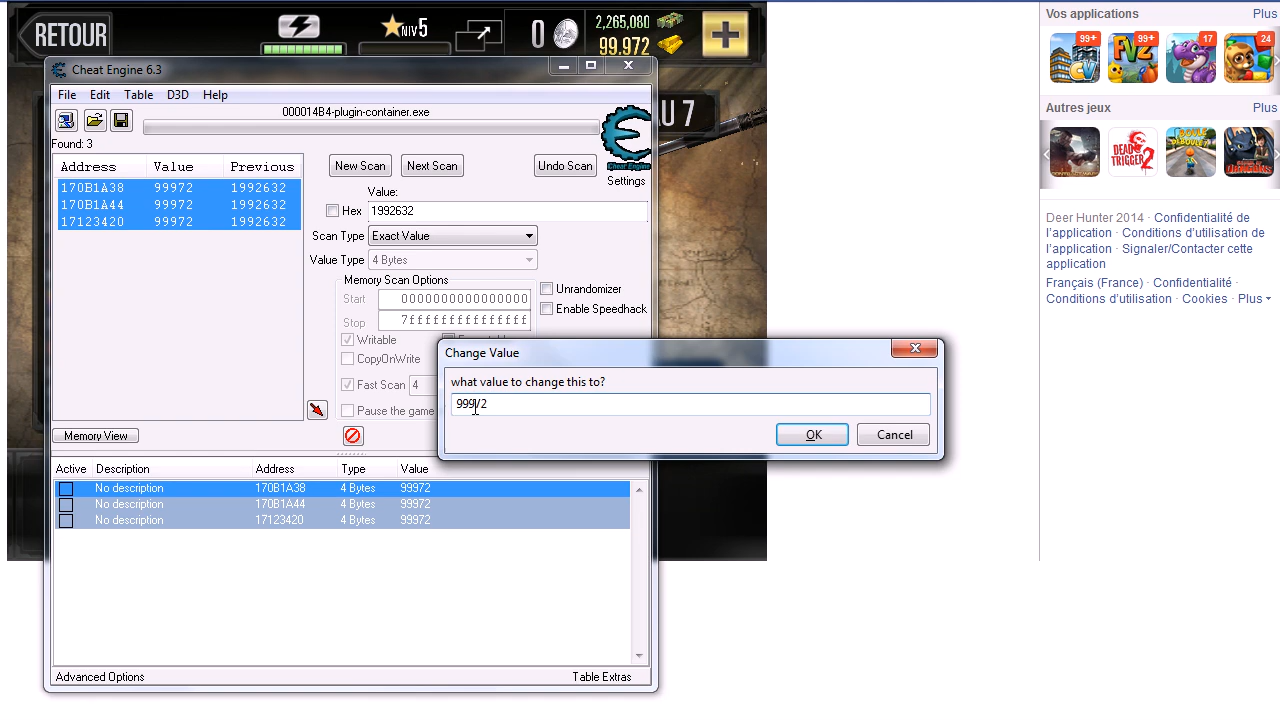 RETOUR
NIV 5
0
2,265,080
99.972
Cheat Engine 6.3
File Edit Table D3D Help
000014B4-plugin-container.exe
Found: 3
Address Value Previous
170B1A38 99972 1992632
170B1A44 99972 1992632
17123420 99972 1992632
New Scan Next Scan Undo Scan
Cheat Engine
Settings
Value:
Hex 1992632
Scan Type Exact Value
Value Type 4 Bytes
Memory Scan Options
Start 0000000000000000
Stop 7fffffffffffffff
Writable
CopyOnWrite
Fast Scan 4
Pause the game
Unrandomizer
Enable Speedhack
U 7
Memory View
Change Value
what value to change this to?
999/2
OK Cancel
Active Description Address Type Value
No description 170B1A38 4 Bytes 99972
No description 170B1A44 4 Bytes 99972
No description 17123420 4 Bytes 99972
Advanced Options Table Extras
Vos applications Plus
99+ 99+ 17 24
CV FV2
Autres jeux Plus
DEAD TRIGGER 2
BOULE DEBOULE?
Deer Hunter 2014 · Confidentialité de
l'application · Conditions d'utilisation de
l'application · Signaler/Contacter cette
application
Français (France) · Confidentialité ·
Conditions d'utilisation · Cookies · Plus